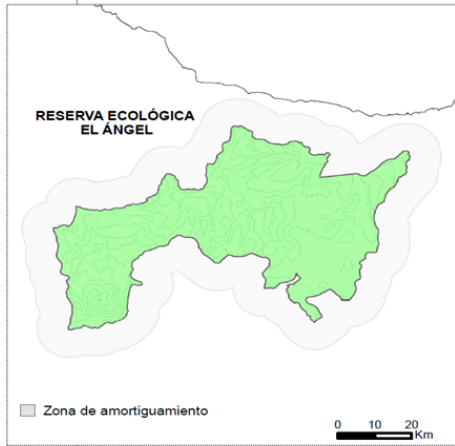 RESERVA ECOLÓGICA
EL ÁNGEL
Zona de amortiguamiento
0 10 20
Km